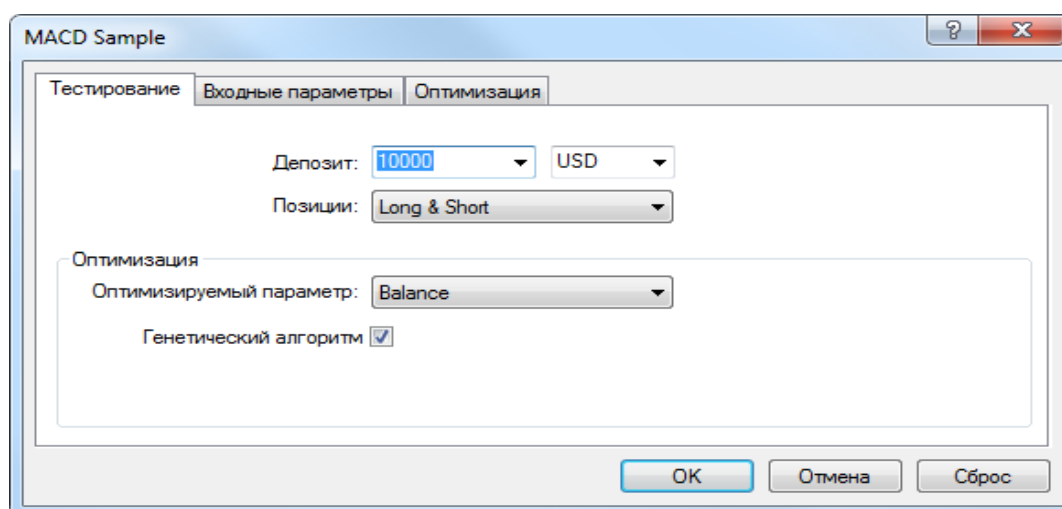 MACD Sample
Тестирование Входные параметры Оптимизация
Депозит: 10000 USD
Позиции: Long & Short
Оптимизация
Оптимизируемый параметр: Balance
Генетический алгоритм
OK Отмена Сброс